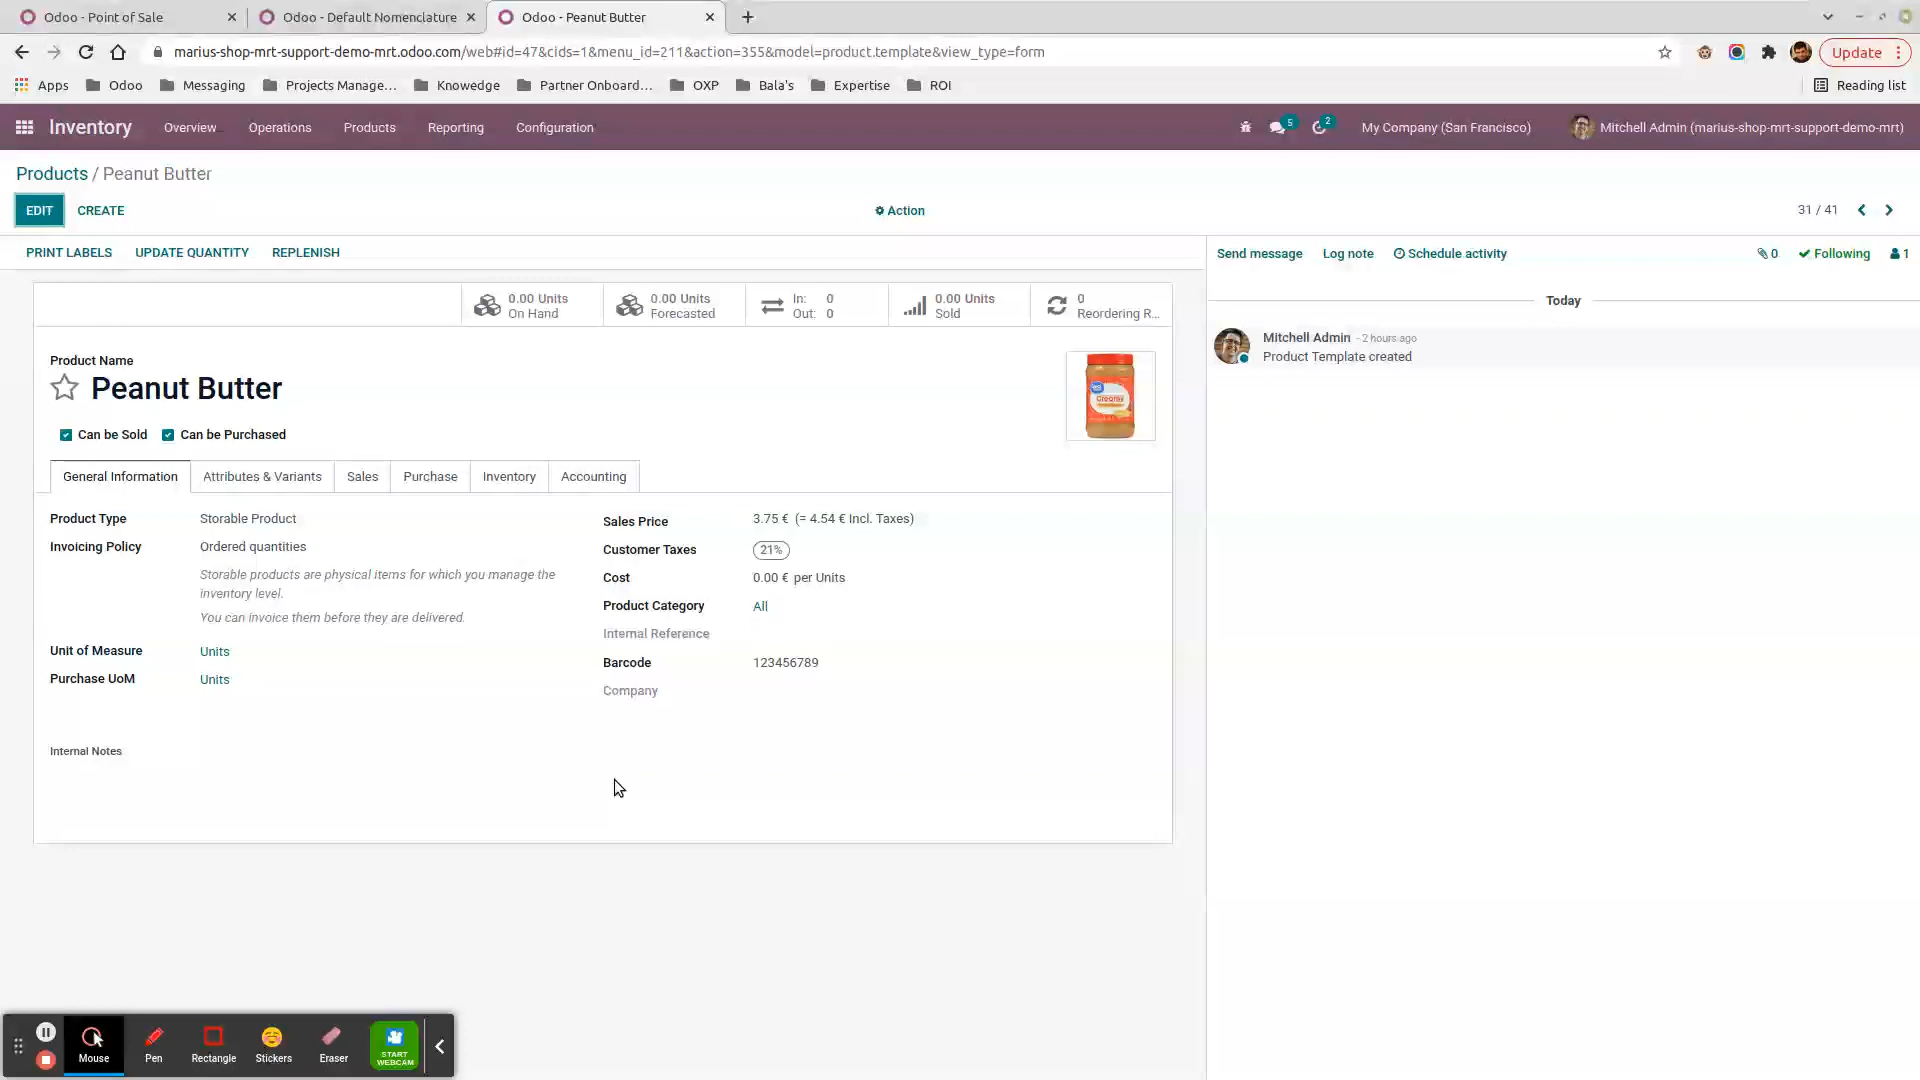 Odoo - Point of Sale
Odoo - Default Nomenclature
Odoo - Peanut Butter
marius-shop-mrt-support-demo-mrt.odoo.com/web#id=47&cids=1&menu_id=211&action=355&model=product.template&view_type=form
Update
Apps
Odoo
Messaging
Projects Manage...
Knowedge
Partner Onboard...
OXP
Bala's
Expertise
ROI
Reading list
Inventory
Overview
Operations
Products
Reporting
Configuration
5
2
My Company (San Francisco)
Mitchell Admin (marius-shop-mrt-support-demo-mrt)
Products / Peanut Butter
EDIT
CREATE
Action
31 / 41
PRINT LABELS
UPDATE QUANTITY
REPLENISH
Send message
Log note
Schedule activity
0
Following
1
0.00 Units
On Hand
0.00 Units
Forecasted
In: 0
Out: 0
0.00 Units
Sold
0
Reordering R...
Today
Mitchell Admin - 2 hours ago
Product Template created
Product Name
Peanut Butter
Creamy
Can be Sold
Can be Purchased
General Information
Attributes & Variants
Sales
Purchase
Inventory
Accounting
Product Type
Storable Product
Invoicing Policy
Ordered quantities
Storable products are physical items for which you manage the
inventory level.
You can invoice them before they are delivered.
Unit of Measure
Units
Purchase UoM
Units
Sales Price
3.75 € (= 4.54 € Incl. Taxes)
Customer Taxes
21%
Cost
0.00 € per Units
Product Category
All
Internal Reference
Barcode
123456789
Company
Internal Notes
Mouse
Pen
Rectangle
Stickers
Eraser
START
WEBCAM